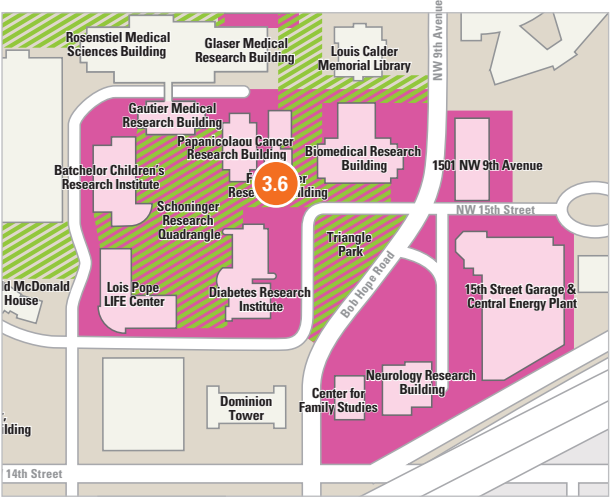 Rosenstiel Medical
Sciences Building
Glaser Medical
Research Building
Louis Calder
Memorial Library
NW 9th Avenue
Gautier Medical
Research Building
Papanicolaou Cancer
Research Building
Biomedical Research
Building
1501 NW 9th Avenue
Batchelor Children's
Research Institute
3.6
NW 15th Street
Schoninger
Research
Quadrangle
Triangle
Park
Bob Hope Road
McDonald
House
Lois Pope
LIFE Center
Diabetes Research
Institute
15th Street Garage &
Central Energy Plant
Neurology Research
Building
Center for
Family Studies
Dominion
Tower
14th Street